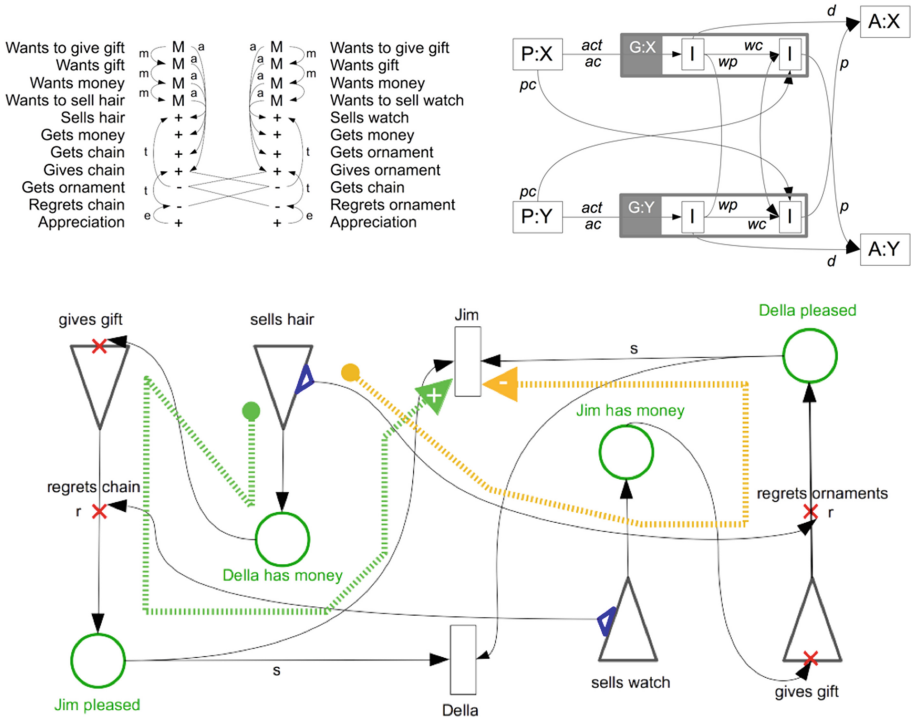 Wants to give gift M a a M Wants to give gift
m m
Wants gift M a a M Wants gift
m m
Wants money M a a M Wants money
m m
Wants to sell hair M a a M Wants to sell watch
Sells hair + + Sells watch
Gets money + + Gets money
Gets chain t + + t Gets ornament
Gives chain + + Gives ornament
Gets ornament t - - t Gets chain
Regrets chain - - Regrets ornament
Appreciation e + + e Appreciation
d
A:X
P:X act ac G:X I wc wp I
p
pc
pc
P:Y act ac G:Y I wp wc I
p
d
A:Y
gives gift
sells hair
Jim
Della pleased
s
+
-
Jim has money
regrets chain
r
regrets ornaments
r
Della has money
s
Jim pleased
Della
sells watch
gives gift